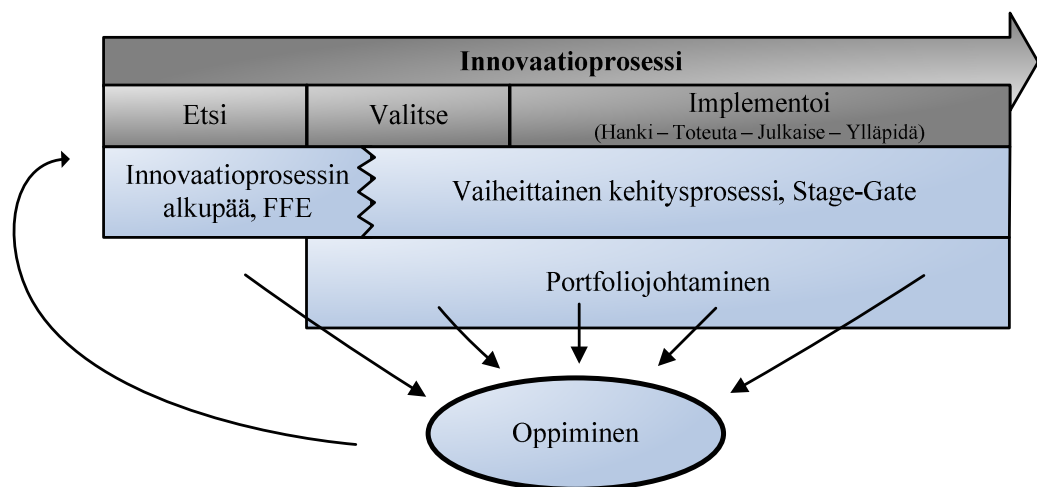 Innovaatioprosessi
Etsi
Valitse
Implementoi
(Hanki – Toteuta – Julkaise – Ylläpidä)
Innovaatioprosessin
alkupää, FFE
Vaiheittainen kehitysprosessi, Stage-Gate
Portfoliojohtaminen
Oppiminen